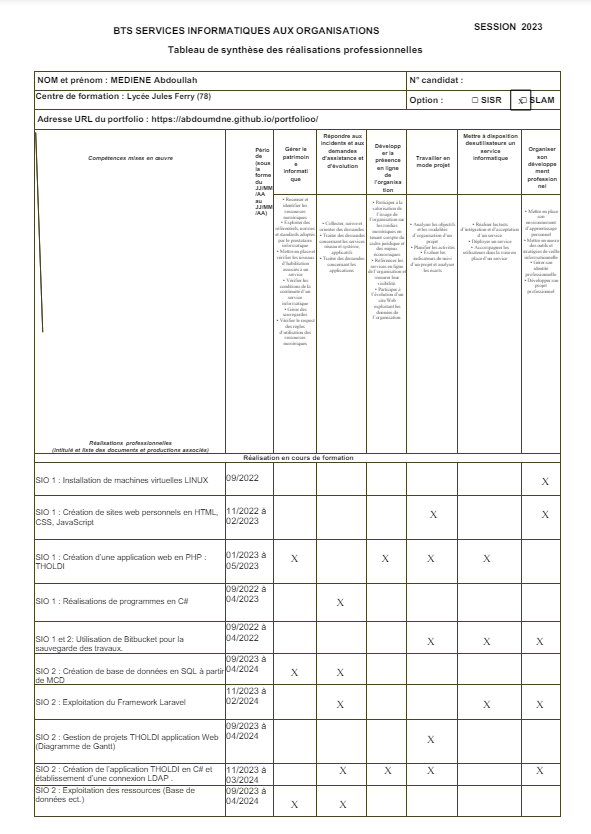 BTS SERVICES INFORMATIQUES AUX ORGANISATIONS
SESSION 2023
Tableau de synthèse des réalisations professionnelles
NOM et prénom : MEDIENE Abdoullah
N° candidat :
Centre de formation : Lycée Jules Ferry (78)
Option : ▢ SISR
x▢ SLAM
Adresse URL du portfolio : https://abdoumdne.github.io/portfolioo/
Compétences mises en œuvre
Pério
de
(sous
la
forme
du
JJ/MM
/AA
au
JJ/MM
/AA)
Gérer le
patrimoin
e
informati
que
Répondre aux
incidents et aux
demandes
d'assistance et
d'évolution
Développ
er la
présence
en ligne
de
l'organisa
tion
Travailler en
mode projet
Mettre à disposition
desutilisateurs un
service
informatique
Organiser
son
développe
ment
profession
nel
• Recenser et
identifier les
ressources
numériques
• Exploiter des
référentiels, normes
et standards adoptés
par le prestataire
informatique
• Mettre en place et
vérifier les niveaux
d'habilitation
associés à un
service
• Vérifier les
conditions de la
continuité d'un
service
informatique
• Gérer des
sauvegardes
• Vérifier le respect
des règles
d'utilisation des
ressources
numériques
• Collecter, suivre et
orienter des demandes
• Traiter des demandes
concernant les services
réseau et système,
applicatifs
• Traiter des demandes
concernant les
applications
• Participer à la
valorisation de
l'image de
l'organisation sur
les médias
numériques en
tenant compte du
cadre juridique et
des enjeux
économiques
• Référencer les
services en ligne
de l'organisation et
mesurer leur
visibilité
• Participer à
l'évolution d'un
site Web
exploitant les
données de
l'organisation.
• Analyser les objectifs
et les modalités
d'organisation d'un
projet
• Planifier les activités
• Évaluer les
indicateurs de suivi
d'un projet et analyser
les écarts
• Réaliser les tests
d'intégration et d'acceptation
d'un service
• Déployer un service
• Accompagner les
utilisateurs dans la mise en
place d'un service
• Mettre en place
son
environnement
d'apprentissage
personnel
• Mettre en œuvre
des outils et
stratégies de veille
informationnelle
• Gérer son
identité
professionnelle
• Développer son
projet
professionnel
Réalisations professionnelles
(intitulé et liste des documents et productions associés)
Réalisation en cours de formation
SIO 1 : Installation de machines virtuelles LINUX 09/2022 X
SIO 1 : Création de sites web personnels en HTML, 11/2022 à X X
CSS, JavaScript 02/2023
SIO 1 : Création d'une application web en PHP : 01/2023 à X X X X
THOLDI 05/2023
SIO 1 : Réalisations de programmes en C# 09/2022 à X
04/2023
SIO 1 et 2: Utilisation de Bitbucket pour la 09/2022 à X X X
sauvegarde des travaux. 04/2022
SIO 2 : Création de base de données en SQL à partir 09/2023 à X X
de MCD 04/2024
SIO 2 : Exploitation du Framework Laravel 11/2023 à X X X
02/2024
SIO 2 : Gestion de projets THOLDI application Web 09/2023 à X
(Diagramme de Gantt) 04/2024
SIO 2 : Création de l'application THOLDI en C# et 11/2023 à X X X X
établissement d'une connexion LDAP . 03/2024
SIO 2 : Exploitation des ressources (Base de 09/2023 à X X
données ect.) 04/2024